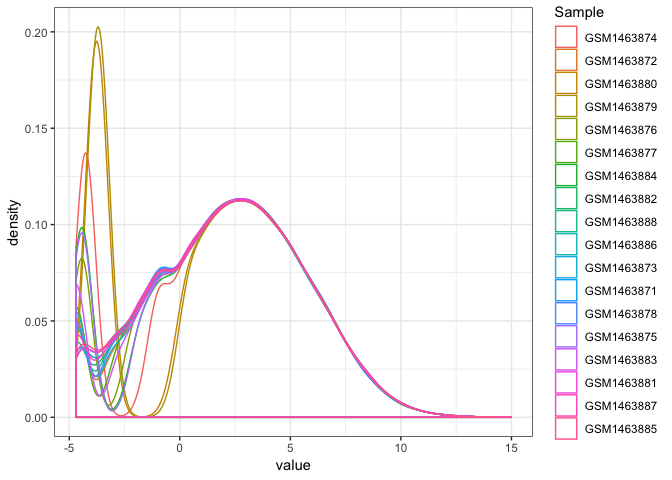 Sample
GSM1463874
GSM1463872
GSM1463880
GSM1463879
GSM1463876
GSM1463877
GSM1463884
GSM1463882
GSM1463888
GSM1463886
GSM1463873
GSM1463871
GSM1463878
GSM1463875
GSM1463883
GSM1463881
GSM1463887
GSM1463885
density
0.20
0.15
0.10
0.05
0.00
-5 0 5 10 15
value